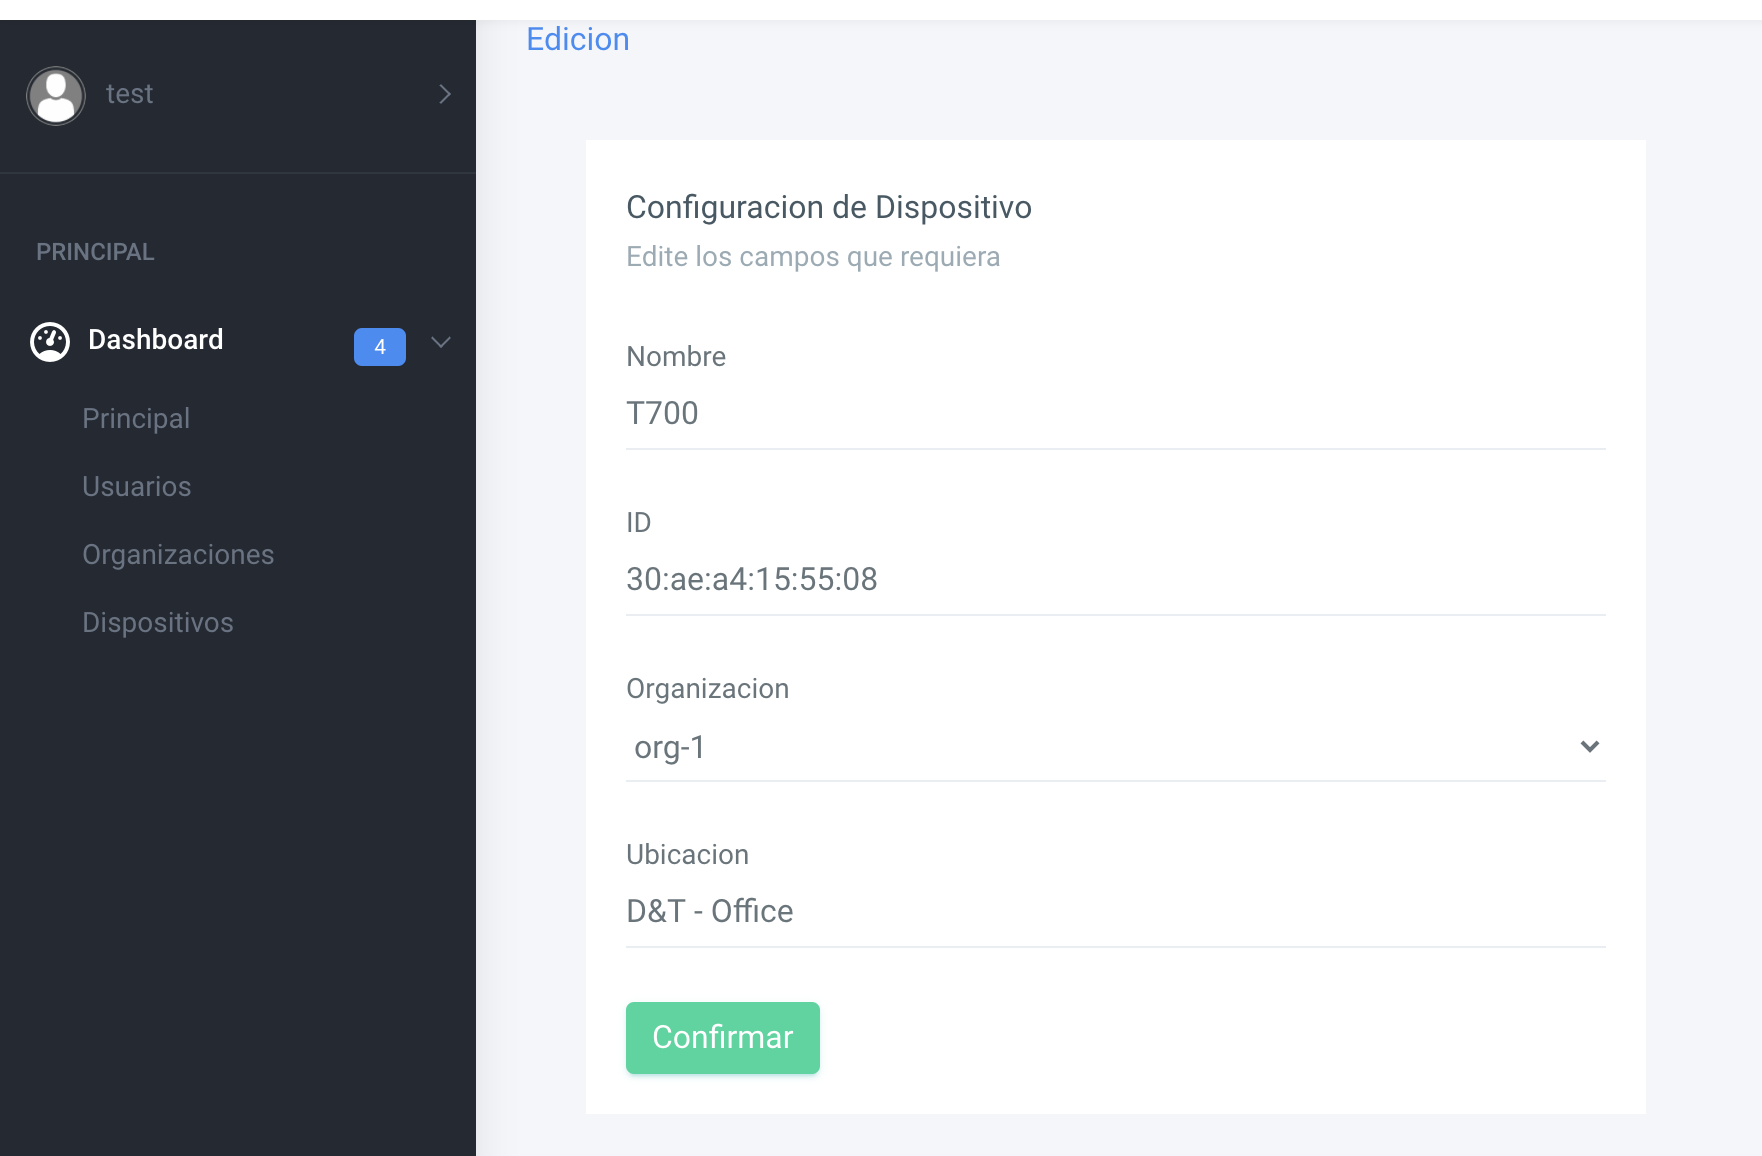 Edicion
test
PRINCIPAL
Dashboard
4
Principal
Usuarios
Organizaciones
Dispositivos
Configuracion de Dispositivo
Edite los campos que requiera
Nombre
T700
ID
30:ae:a4:15:55:08
Organizacion
org-1
Ubicacion
D&T - Office
Confirmar